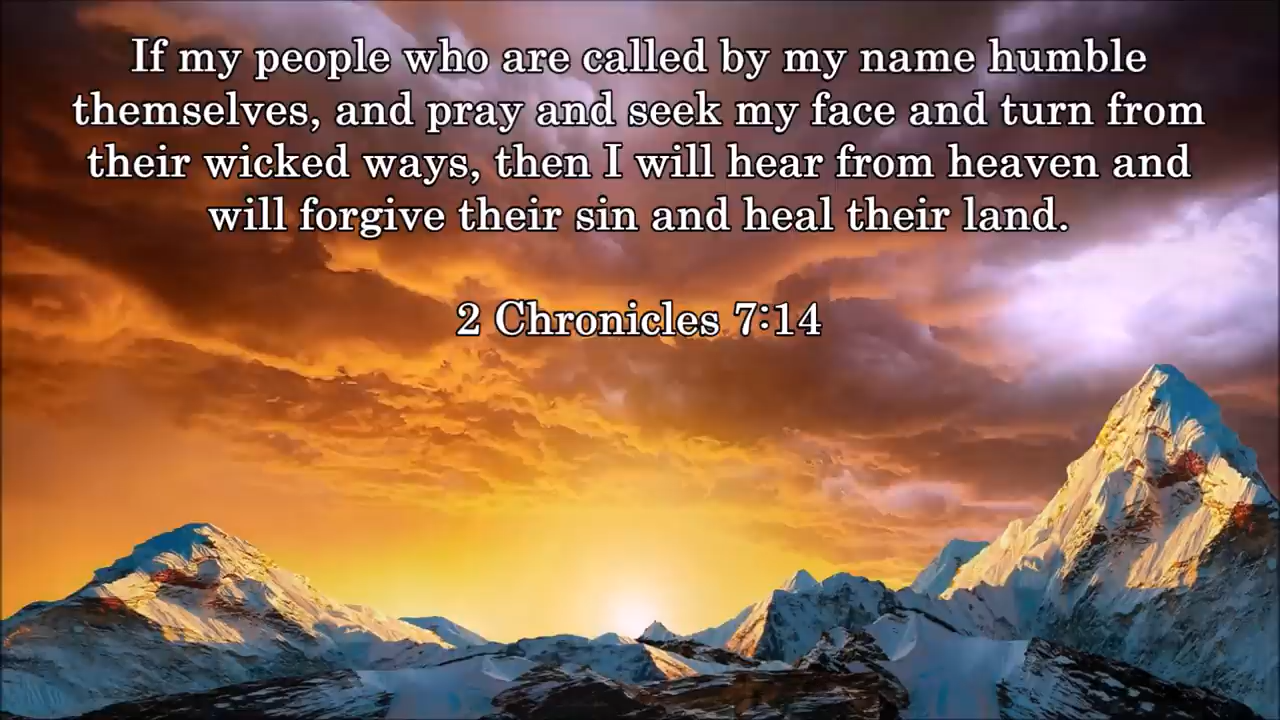 If my people who are called by my name humble
themselves, and pray and seek my face and turn from
their wicked ways, then I will hear from heaven and
will forgive their sin and heal their land.
2 Chronicles 7:14